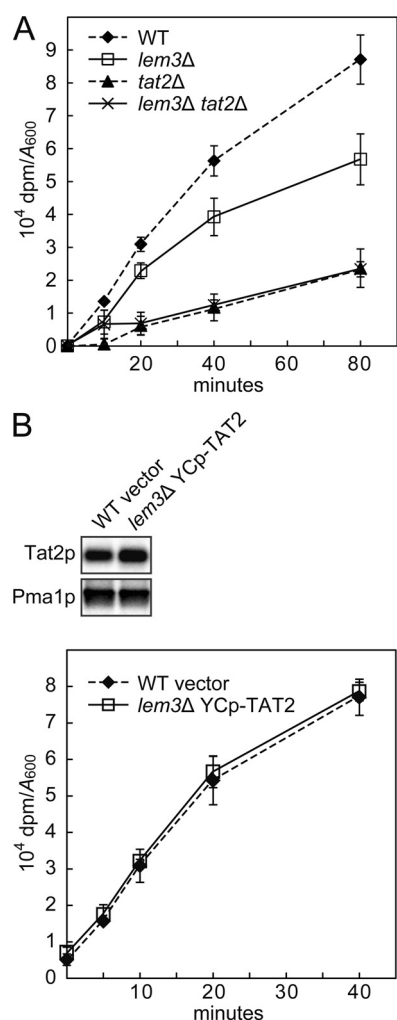 A
WT
lem3Δ
tat2Δ
lem3Δ tat2Δ
10⁴ dpm/A₆₀₀
9
8
7
6
5
4
3
2
1
0
20 40 60 80
minutes
B
WT vector
lem3Δ YCp-TAT2
Tat2p
Pma1p
WT vector
lem3Δ YCp-TAT2
10⁴ dpm/A₆₀₀
8
7
6
5
4
3
2
1
0
10 20 30 40
minutes